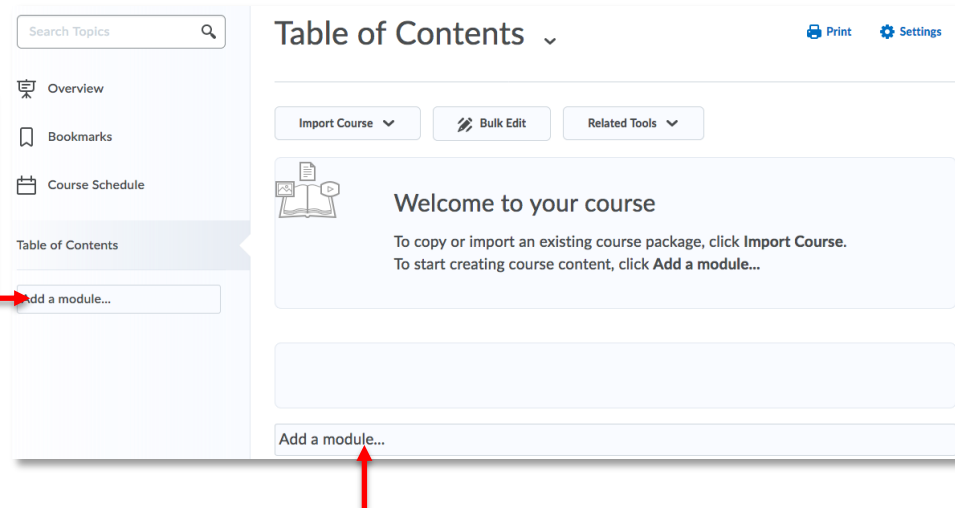 Search Topics
Overview
Bookmarks
Course Schedule
Table of Contents
Add a module...
Table of Contents
Print
Settings
Import Course
Bulk Edit
Related Tools
Welcome to your course
To copy or import an existing course package, click Import Course.
To start creating course content, click Add a module...
Add a module...